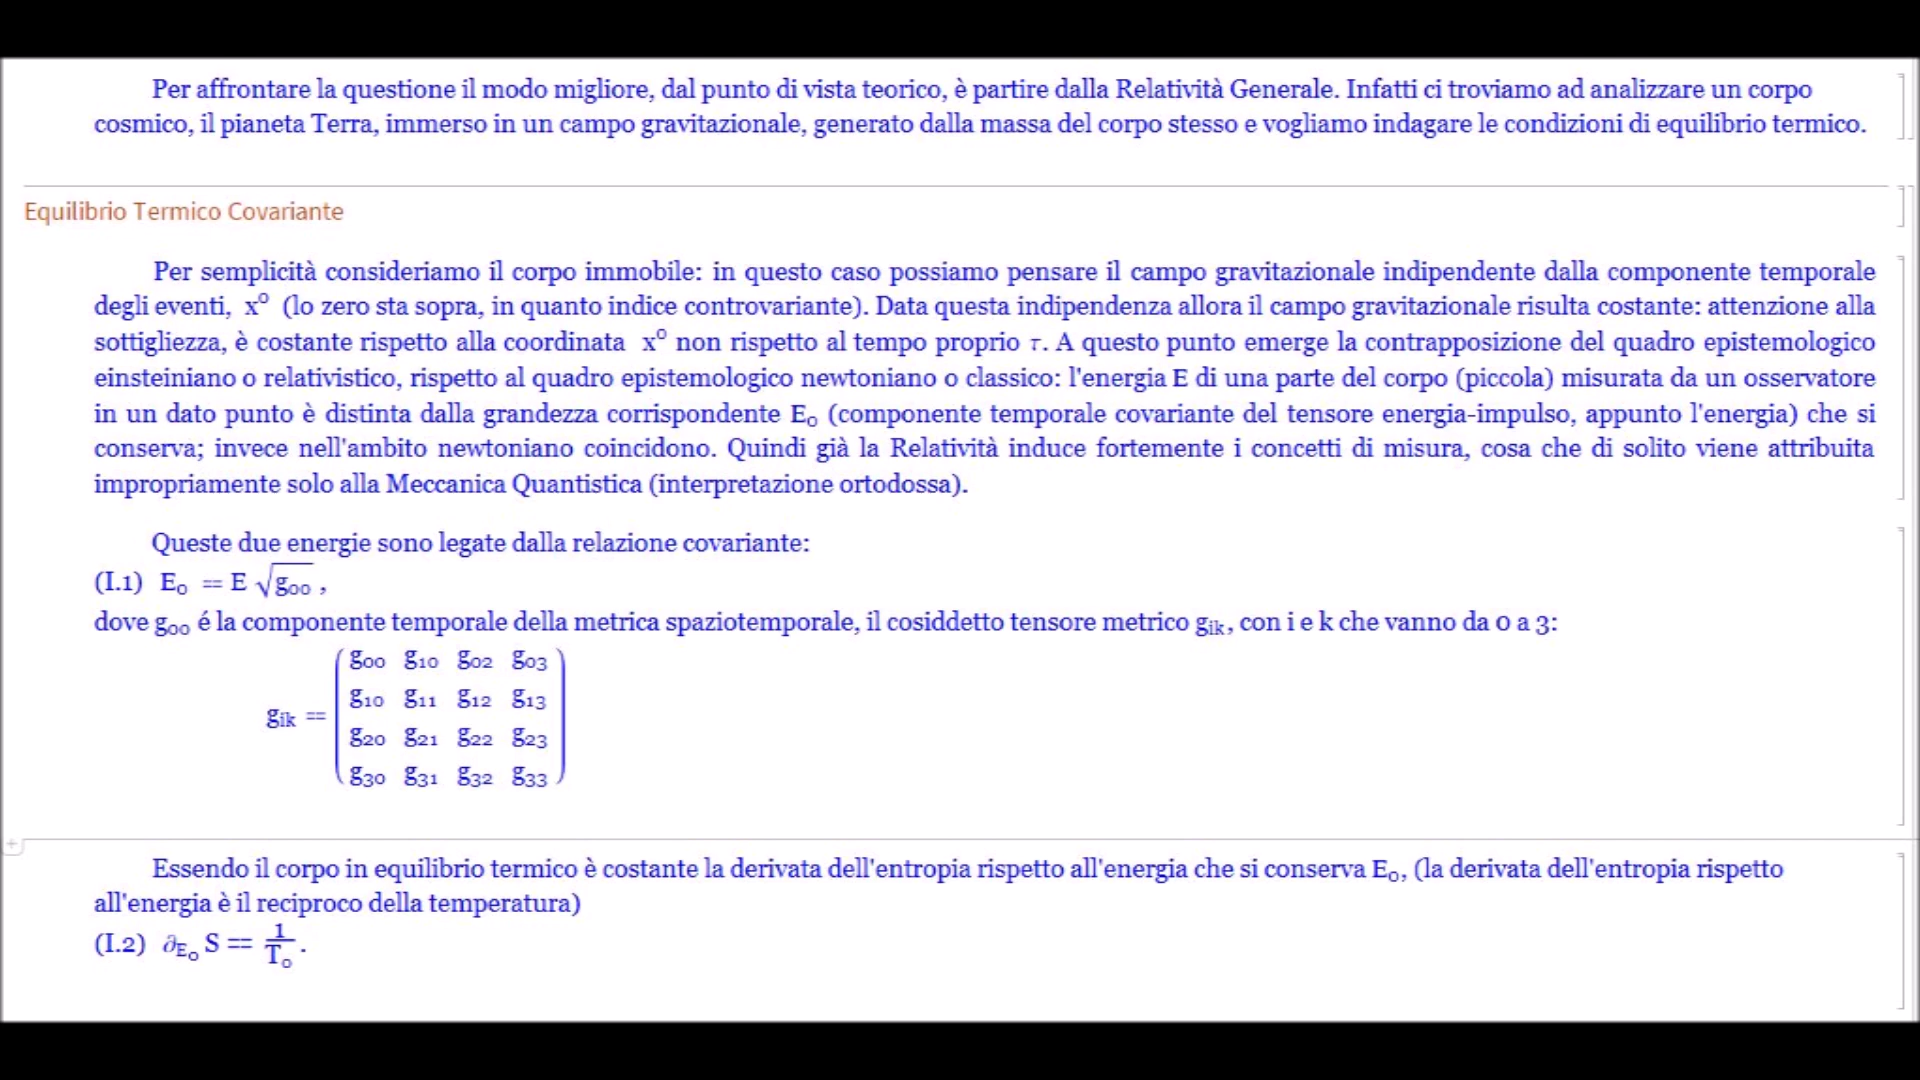 Per affrontare la questione il modo migliore, dal punto di vista teorico, è partire dalla Relatività Generale. Infatti ci troviamo ad analizzare un corpo
cosmico, il pianeta Terra, immerso in un campo gravitazionale, generato dalla massa del corpo stesso e vogliamo indagare le condizioni di equilibrio termico.
Equilibrio Termico Covariante
Per semplicità consideriamo il corpo immobile: in questo caso possiamo pensare il campo gravitazionale indipendente dalla componente temporale
degli eventi, x⁰ (lo zero sta sopra, in quanto indice controvariante). Data questa indipendenza allora il campo gravitazionale risulta costante: attenzione alla
sottigliezza, è costante rispetto alla coordinata x⁰ non rispetto al tempo proprio τ. A questo punto emerge la contrapposizione del quadro epistemologico
einsteiniano o relativistico, rispetto al quadro epistemologico newtoniano o classico: l'energia E di una parte del corpo (piccola) misurata da un osservatore
in un dato punto è distinta dalla grandezza corrispondente E₀ (componente temporale covariante del tensore energia-impulso, appunto l'energia) che si
conserva; invece nell'ambito newtoniano coincidono. Quindi già la Relatività induce fortemente i concetti di misura, cosa che di solito viene attribuita
impropriamente solo alla Meccanica Quantistica (interpretazione ortodossa).
Queste due energie sono legate dalla relazione covariante:
(I.1) E₀ == E √g₀₀ ,
dove g₀₀ é la componente temporale della metrica spaziotemporale, il cosiddetto tensore metrico gᵢₖ, con i e k che vanno da 0 a 3:
g₀₀ g₁₀ g₀₂ g₀₃
g₁₀ g₁₁ g₁₂ g₁₃
gᵢₖ ==
g₂₀ g₂₁ g₂₂ g₂₃
g₃₀ g₃₁ g₃₂ g₃₃
Essendo il corpo in equilibrio termico è costante la derivata dell'entropia rispetto all'energia che si conserva E₀, (la derivata dell'entropia rispetto
all'energia è il reciproco della temperatura)
(I.2) ∂E₀ S == 1/T₀ .